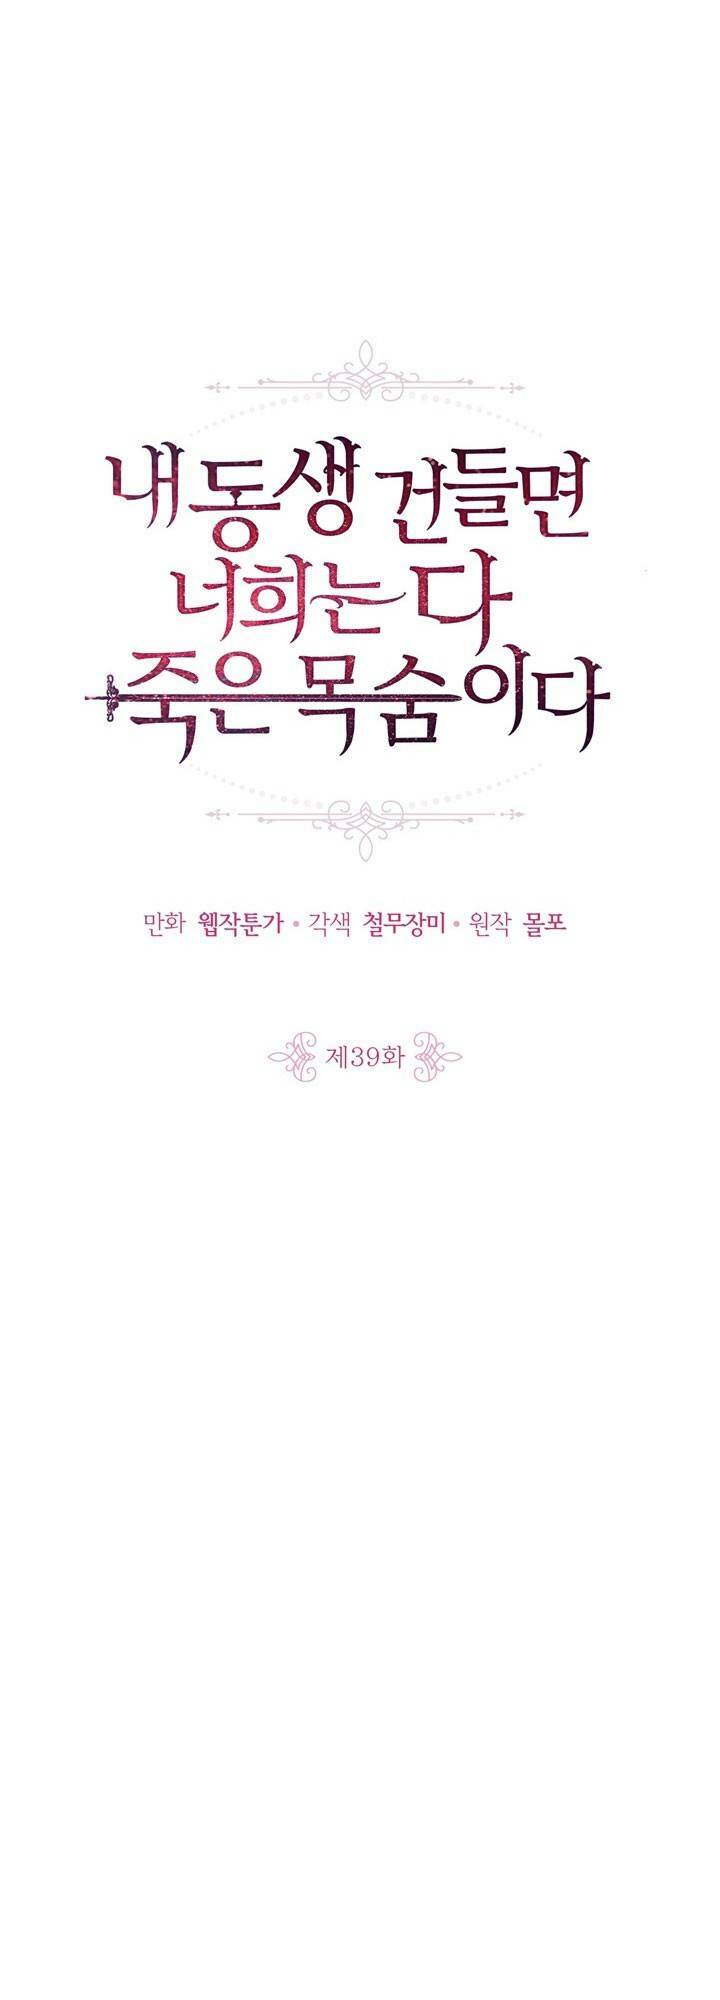 내 동생 건들면
너희는 다
죽은 목숨이다
만화 웹작툰가 • 각색 철무장미 • 원작 몰포
제39화